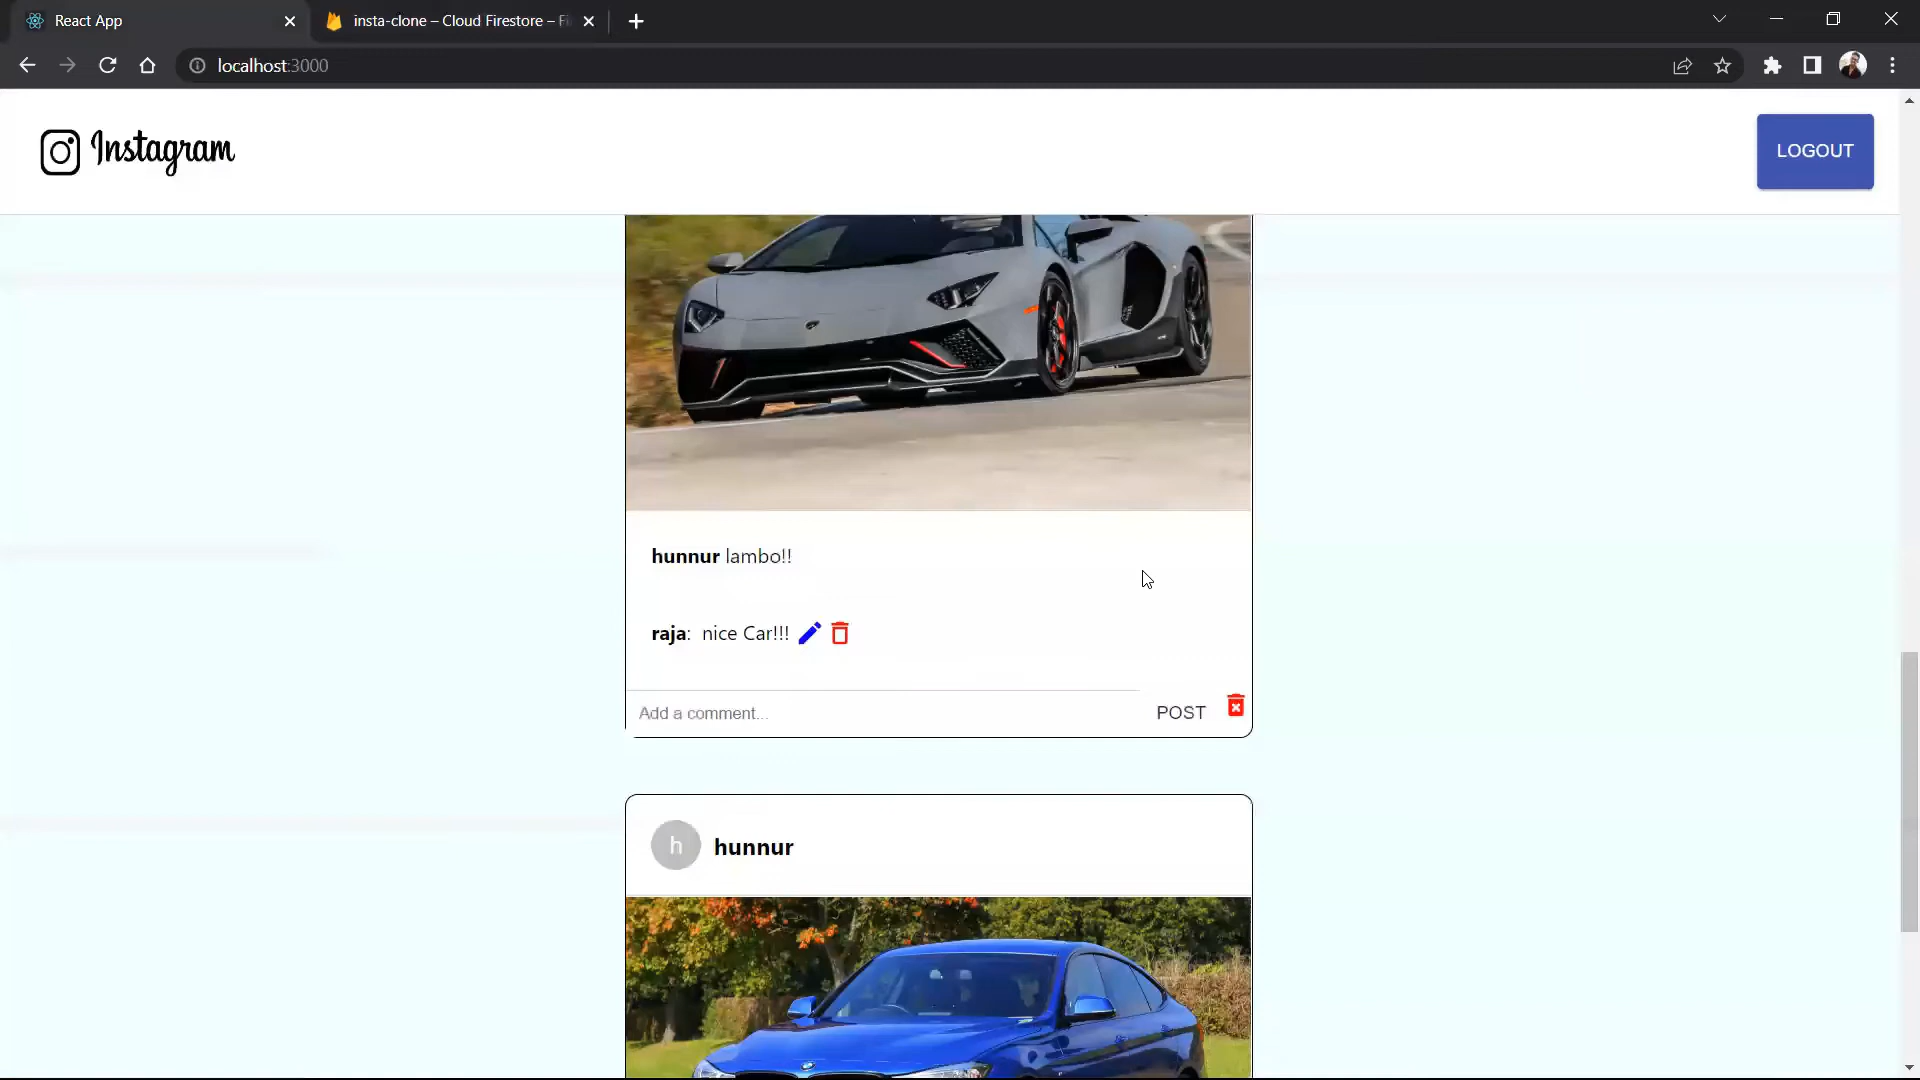 React App
insta-clone – Cloud Firestore – Fi
localhost:3000
Instagram
LOGOUT
hunnur lambo!!
raja: nice Car!!!
Add a comment...
POST
h
hunnur